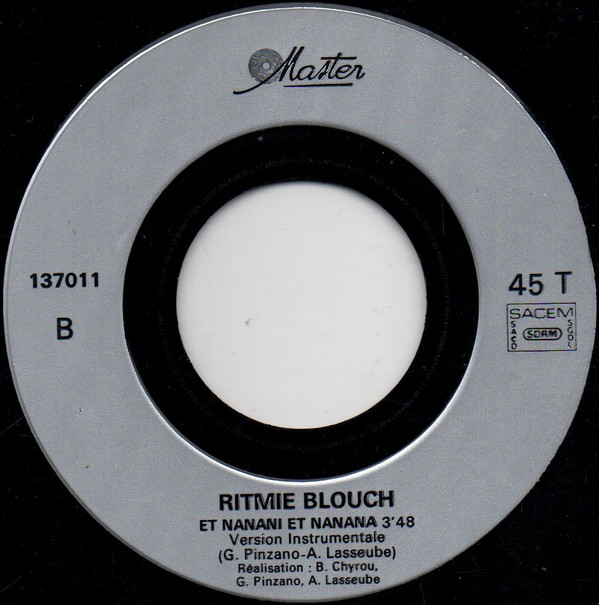 Master
137011
B
45 T
SACEM
SACD
SDRM
SGDL
RITMIE BLOUCH
ET NANANI ET NANANA 3'48
Version Instrumentale
(G. Pinzano-A. Lasseube)
Réalisation : B. Chyrou,
G. Pinzano, A. Lasseube